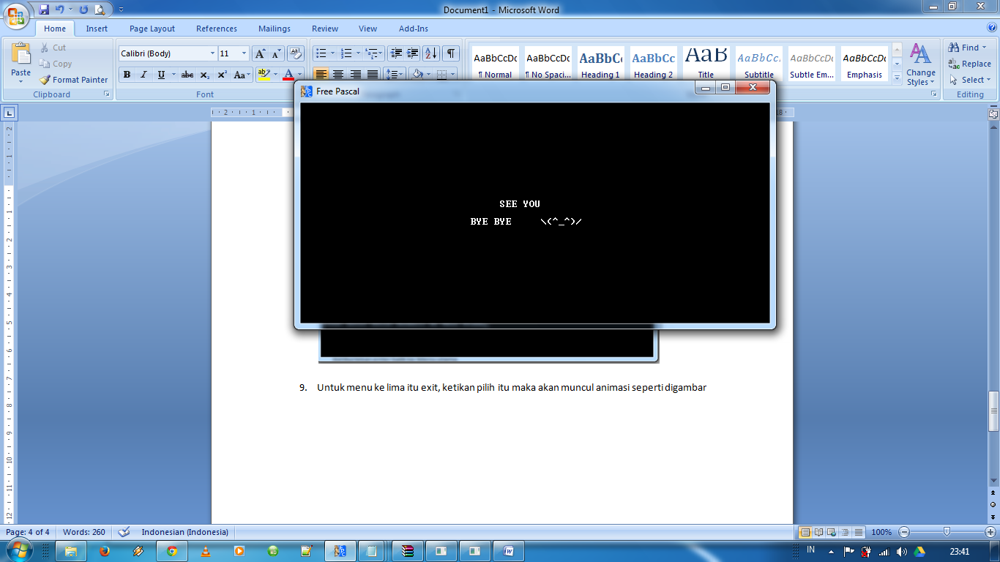 Document1 - Microsoft Word
Home Insert Page Layout References Mailings Review View Add-Ins
Paste
Cut
Copy
Format Painter
Clipboard
Calibri (Body) 11
Font
AaBbCcDc AaBbCcDc AaBbC AaBbCc AaB AaBbCc. AaBbCcDc AaBbCcDc
¶ Normal ¶ No Spaci... Heading 1 Heading 2 Title Subtitle Subtle Em... Emphasis
Change Styles
Find
Replace
Select
Editing
Free Pascal
SEE YOU
BYE BYE \(^_^)/
9. Untuk menu ke lima itu exit, ketikan pilih itu maka akan muncul animasi seperti digambar
Page: 4 of 4 Words: 260 Indonesian (Indonesia) 100%
IN 23:41